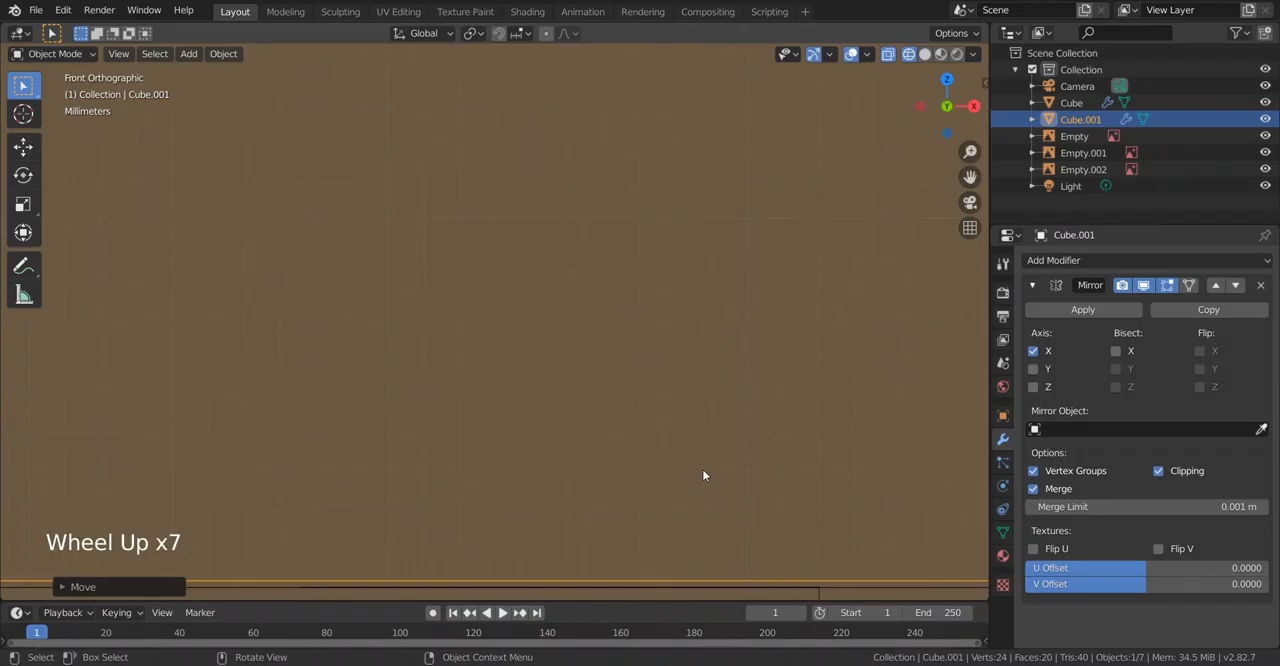 File Edit Render Window Help Layout Modeling Sculpting UV Editing Texture Paint Shading Animation Rendering Compositing Scripting + Scene View Layer
Global Options
Object Mode View Select Add Object
Front Orthographic
(1) Collection | Cube.001
Millimeters
Z
Y X
Scene Collection
Collection
Camera
Cube
Cube.001
Empty
Empty.001
Empty.002
Light
Cube.001
Add Modifier
Mirror
Apply Copy
Axis: Bisect: Flip:
X X X
Y Y Y
Z Z Z
Mirror Object:
Options:
Vertex Groups Clipping
Merge
Merge Limit 0.001 m
Textures:
Flip U Flip V
U Offset 0.0000
V Offset 0.0000
Wheel Up x7
Move
Playback Keying View Marker 1 Start 1 End 250
1 20 40 60 80 100 120 140 160 180 200 220 240
Select Box Select Rotate View Object Context Menu Collection | Cube.001 | Verts:24 | Faces:20 | Tris:40 | Objects:1/7 | Mem: 34.5 MiB | v2.82.7